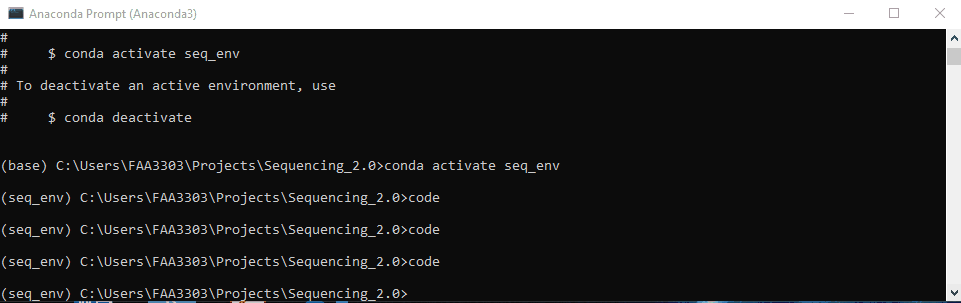 Anaconda Prompt (Anaconda3)
#
#     $ conda activate seq_env
#
# To deactivate an active environment, use
#
#     $ conda deactivate
(base) C:\Users\FAA3303\Projects\Sequencing_2.0>conda activate seq_env
(seq_env) C:\Users\FAA3303\Projects\Sequencing_2.0>code
(seq_env) C:\Users\FAA3303\Projects\Sequencing_2.0>code
(seq_env) C:\Users\FAA3303\Projects\Sequencing_2.0>code
(seq_env) C:\Users\FAA3303\Projects\Sequencing_2.0>